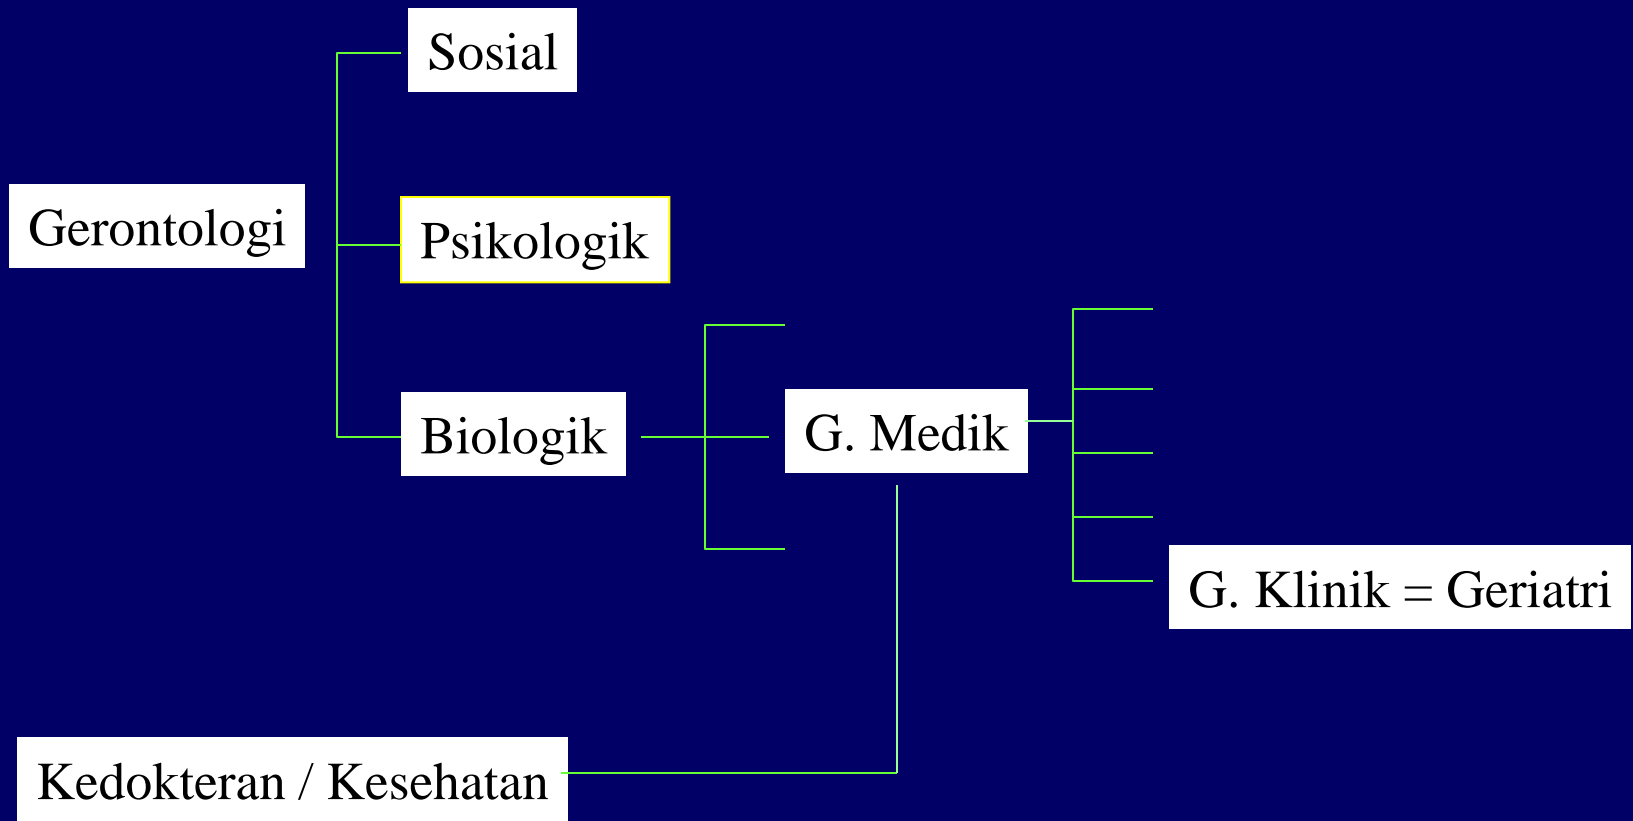 Sosial
Gerontologi
Psikologik
Biologik
G. Medik
G. Klinik = Geriatri
Kedokteran / Kesehatan